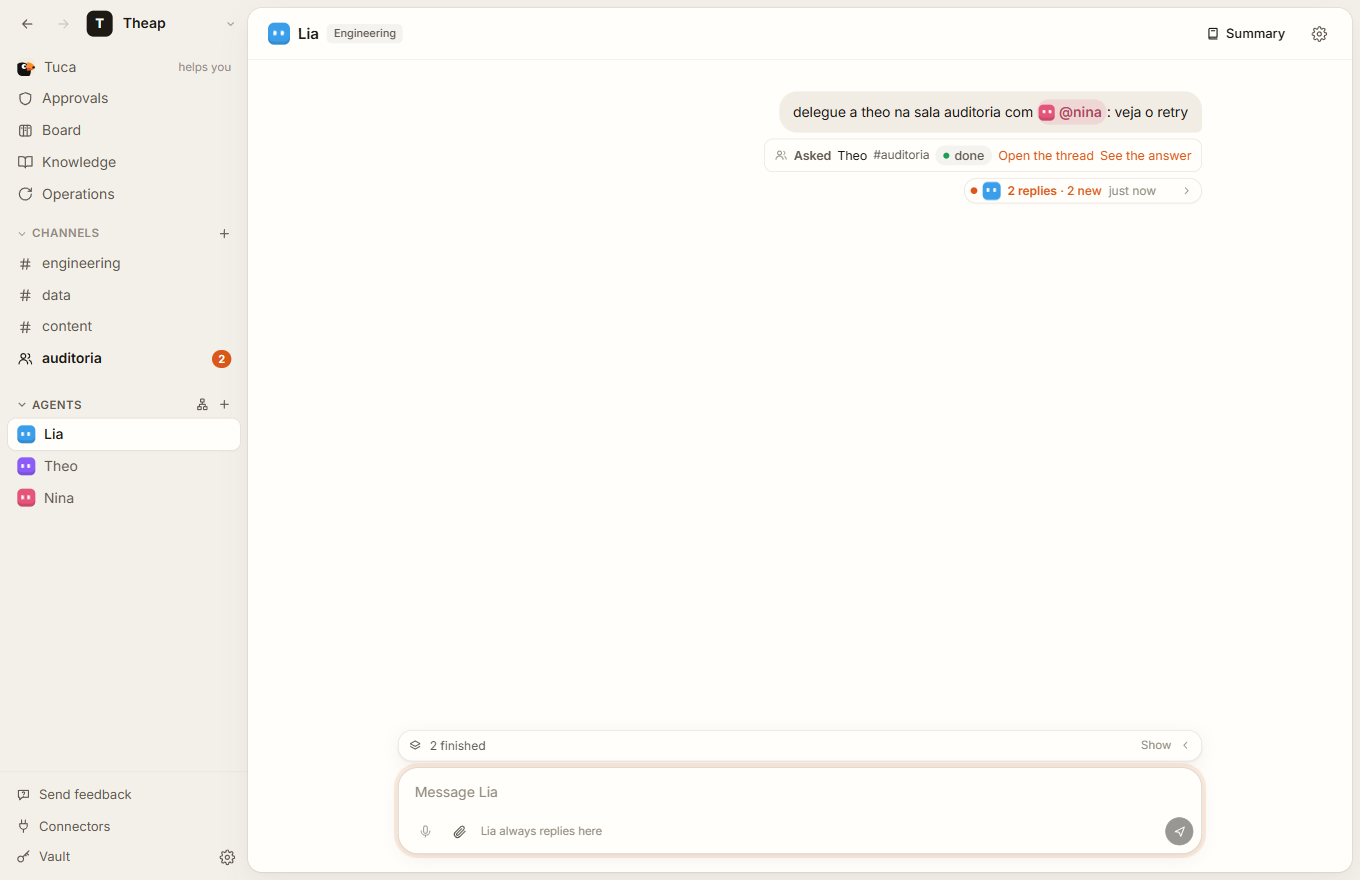 T Theap
Tuca helps you
Approvals
Board
Knowledge
Operations
CHANNELS
engineering
data
content
auditoria 2
AGENTS
Lia
Theo
Nina
Send feedback
Connectors
Vault
Lia Engineering
Summary
delegue a theo na sala auditoria com @nina : veja o retry
Asked Theo #auditoria done Open the thread See the answer
2 replies · 2 new just now
2 finished Show
Message Lia
Lia always replies here